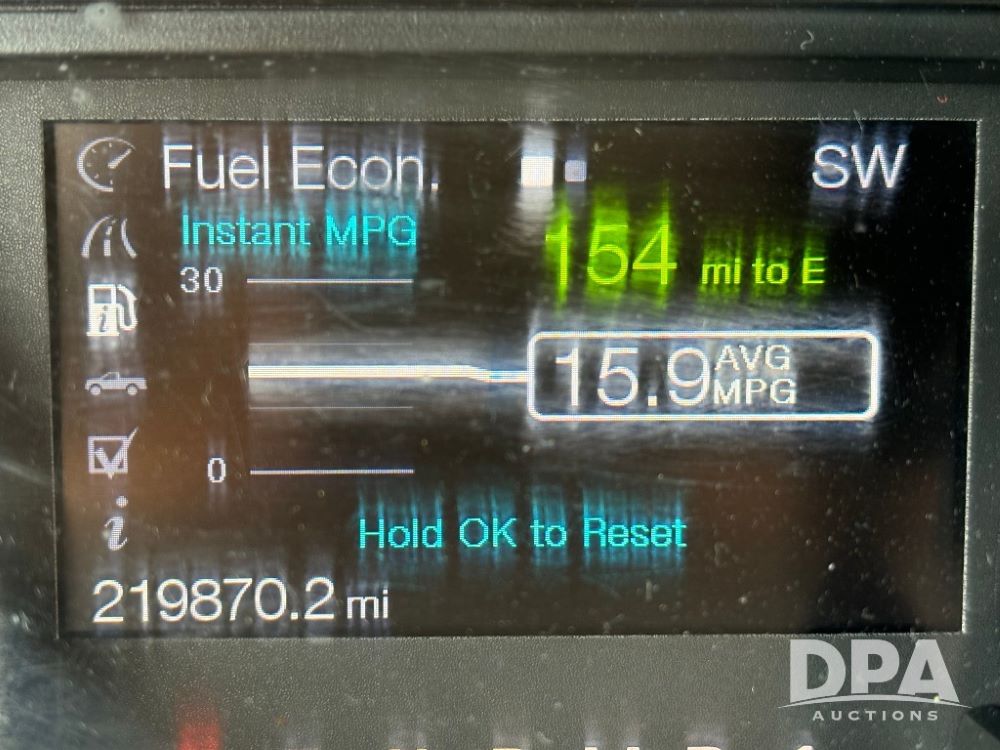 Fuel Econ. SW
Instant MPG
154 mi to E
30
15.9 AVG MPG
0
Hold OK to Reset
219870.2 mi
DPA
AUCTIONS